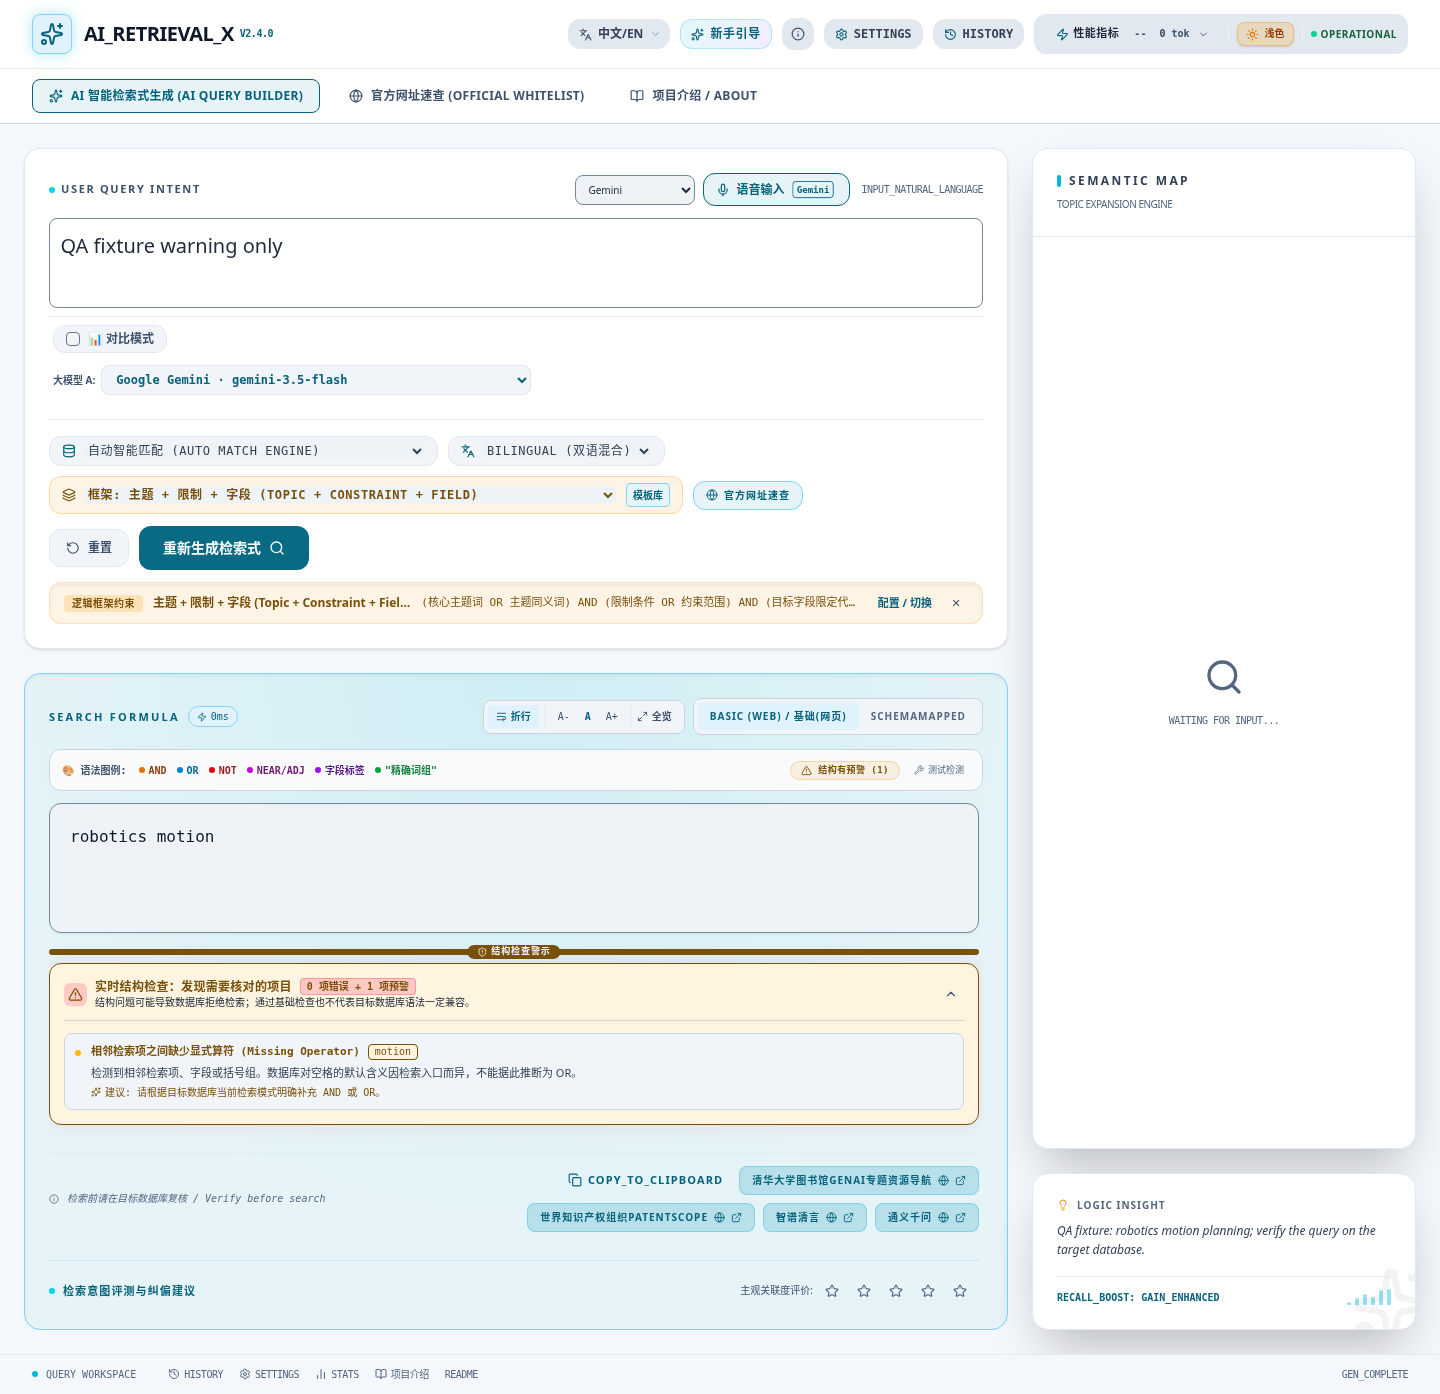 AI_RETRIEVAL_X V2.4.0
中文/EN
新手引导
SETTINGS
HISTORY
性能指标 -- 0 tok
浅色
OPERATIONAL
AI 智能检索式生成 (AI QUERY BUILDER)
官方网址速查 (OFFICIAL WHITELIST)
项目介绍 / ABOUT
USER QUERY INTENT
Gemini
语音输入 Gemini
INPUT_NATURAL_LANGUAGE
QA fixture warning only
📊 对比模式
大模型 A: Google Gemini · gemini-3.5-flash
自动智能匹配 (AUTO MATCH ENGINE)
BILINGUAL (双语混合)
框架: 主题 + 限制 + 字段 (TOPIC + CONSTRAINT + FIELD)
模板库
官方网址速查
重置
重新生成检索式
逻辑框架约束 主题 + 限制 + 字段 (Topic + Constraint + Fiel... (核心主题词 OR 主题同义词) AND (限制条件 OR 约束范围) AND (目标字段限定代… 配置 / 切换 ×
SEARCH FORMULA
0ms
折行
A-
A
A+
全览
BASIC (WEB) / 基础(网页)
SCHEMAMAPPED
🎨 语法图例: AND OR NOT NEAR/ADJ 字段标签 "精确词组"
结构有预警 (1)
测试检测
robotics motion
结构检查警示
实时结构检查：发现需要核对的项目 0 项错误 + 1 项预警
结构问题可能导致数据库拒绝检索；通过基础检查也不代表目标数据库语法一定兼容。
相邻检索项之间缺少显式算符 (Missing Operator) motion
检测到相邻检索项、字段或括号组。数据库对空格的默认含义因检索入口而异，不能据此推断为 OR。
建议: 请根据目标数据库当前检索模式明确补充 AND 或 OR。
检索前请在目标数据库复核 / Verify before search
COPY_TO_CLIPBOARD
清华大学图书馆GENAI专题资源导航
世界知识产权组织PATENTSCOPE
智谱清言
通义千问
检索意图评测与纠偏建议
主观关联度评价:
SEMANTIC MAP
TOPIC EXPANSION ENGINE
WAITING FOR INPUT...
LOGIC INSIGHT
QA fixture: robotics motion planning; verify the query on the
target database.
RECALL_BOOST: GAIN_ENHANCED
QUERY WORKSPACE
HISTORY
SETTINGS
STATS
项目介绍
README
GEN_COMPLETE